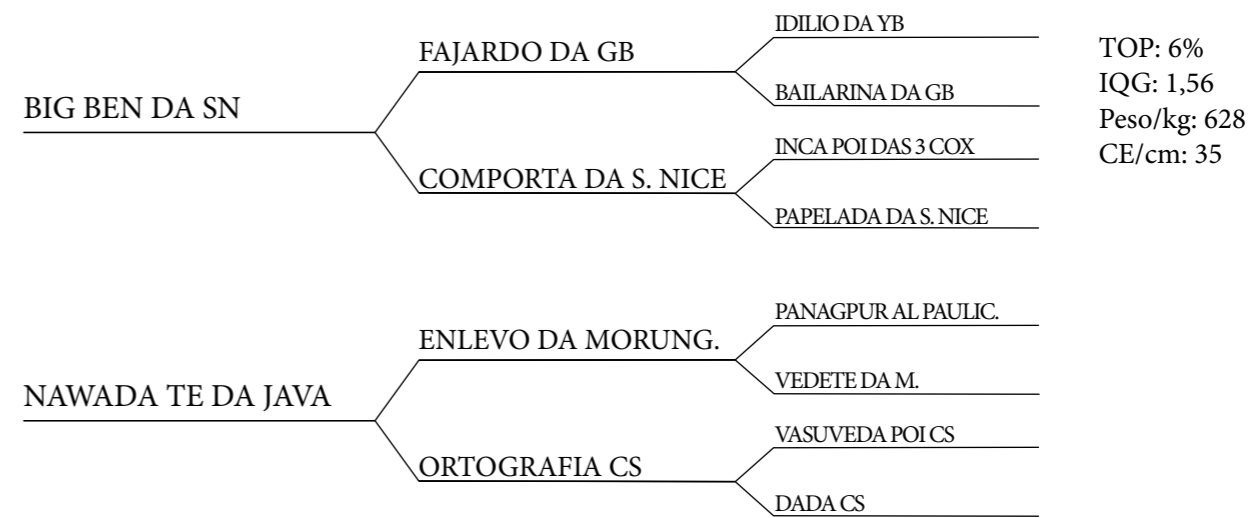 BIG BEN DA SN
FAJARDO DA GB
IDILIO DA YB
BAILARINA DA GB
COMPORTA DA S. NICE
INCA POI DAS 3 COX
PAPELADA DA S. NICE
NAWADA TE DA JAVA
ENLEVO DA MORUNG.
PANAGPUR AL PAULIC.
VEDETE DA M.
ORTOGRAFIA CS
VASUVEDA POI CS
DADA CS
TOP: 6%
IQG: 1,56
Peso/kg: 628
CE/cm: 35